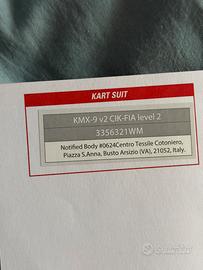 KART SUIT
KMX-9 v2 CIK-FIA level 2
3356321WM
Notified Body #0624Centro Tessile Cotoniero,
Piazza S.Anna, Busto Arsizio (VA), 21052, Italy.
subito